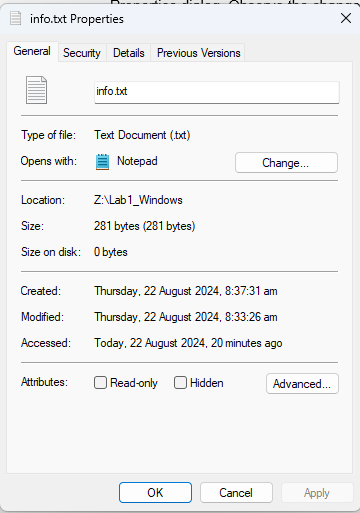 Properties dialog. Observe the change
info.txt Properties
General Security Details Previous Versions
info.txt
Type of file: Text Document (.txt)
Opens with: Notepad Change...
Location: Z:\Lab1_Windows
Size: 281 bytes (281 bytes)
Size on disk: 0 bytes
Created: Thursday, 22 August 2024, 8:37:31 am
Modified: Thursday, 22 August 2024, 8:33:26 am
Accessed: Today, 22 August 2024, 20 minutes ago
Attributes: Read-only Hidden Advanced...
OK Cancel Apply